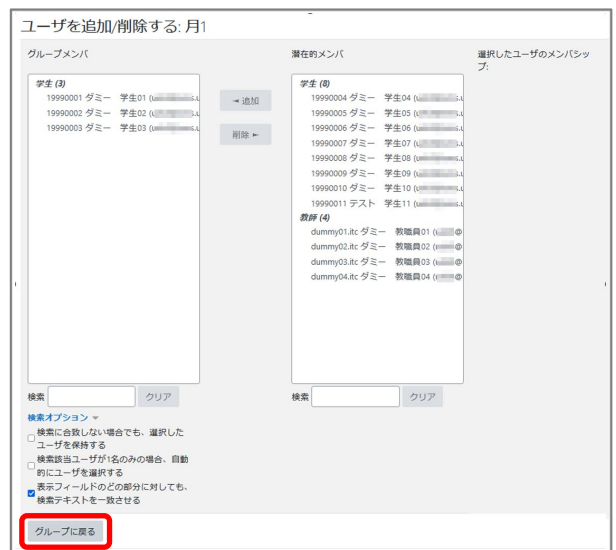 ユーザを追加/削除する: 月1
グループメンバ
潜在的メンバ
選択したユーザのメンバシッ
プ:
学生 (3)
19990001 ダミー 学生01 (u
19990002 ダミー 学生02 (u
19990003 ダミー 学生03 (u
◄ 追加
削除 ►
学生 (8)
19990004 ダミー 学生04 (u
19990005 ダミー 学生05 (u
19990006 ダミー 学生06 (u
19990007 ダミー 学生07 (u
19990008 ダミー 学生08 (u
19990009 ダミー 学生09 (u
19990010 ダミー 学生10 (u
19990011 テスト 学生11 (u
教師 (4)
dummy01.itc ダミー 教職員01 (
dummy02.itc ダミー 教職員02 (
dummy03.itc ダミー 教職員03 (
dummy04.itc ダミー 教職員04 (
検索
クリア
検索
クリア
検索オプション
検索に合致しない場合でも、選択した
ユーザを保持する
検索該当ユーザが1名のみの場合、自動
的にユーザを選択する
表示フィールドのどの部分に対しても、
検索テキストを一致させる
グループに戻る